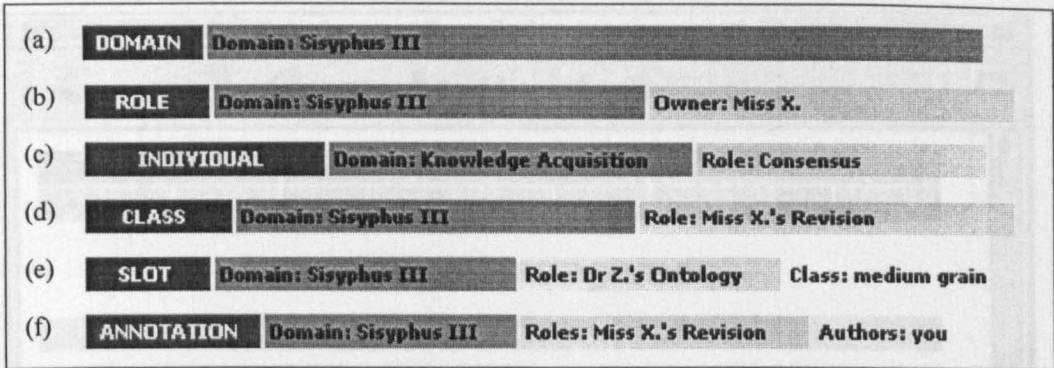 (a) DOMAIN Domain: Sisyphus III
(b) ROLE Domain: Sisyphus III Owner: Miss X.
(c) INDIVIDUAL Domain: Knowledge Acquisition Role: Consensus
(d) CLASS Domain: Sisyphus III Role: Miss X.'s Revision
(e) SLOT Domain: Sisyphus III Role: Dr Z.'s Ontology Class: medium grain
(f) ANNOTATION Domain: Sisyphus III Roles: Miss X.'s Revision Authors: you